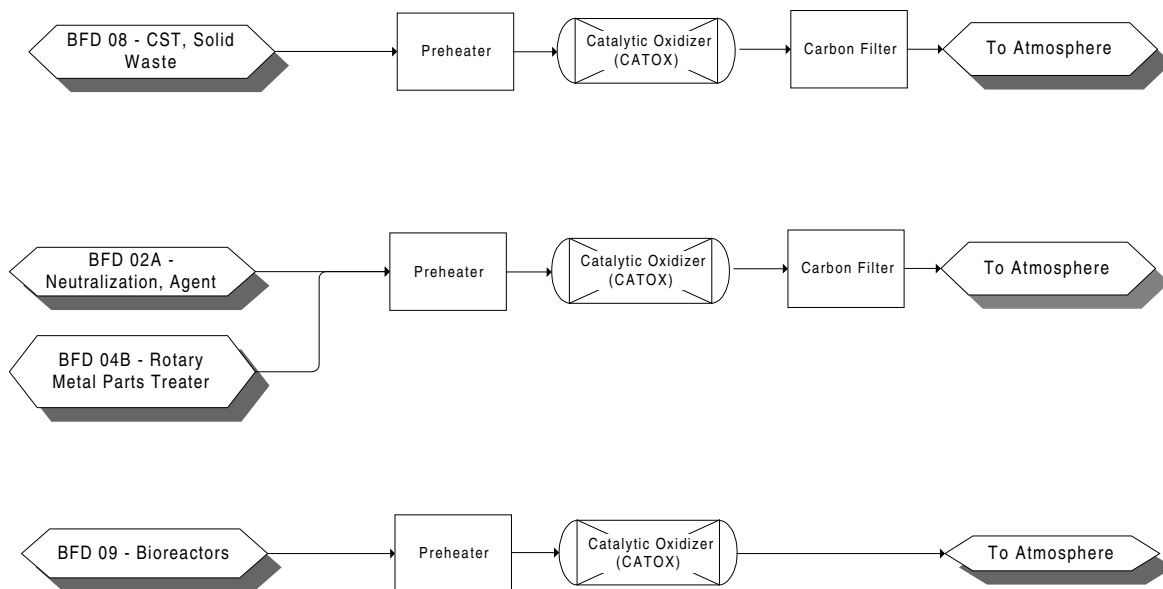 BFD 08 - CST, Solid
Waste
Preheater
Catalytic Oxidizer
(CATOX)
Carbon Filter
To Atmosphere
BFD 02A -
Neutralization, Agent
Preheater
Catalytic Oxidizer
(CATOX)
Carbon Filter
To Atmosphere
BFD 04B - Rotary
Metal Parts Treater
BFD 09 - Bioreactors
Preheater
Catalytic Oxidizer
(CATOX)
To Atmosphere